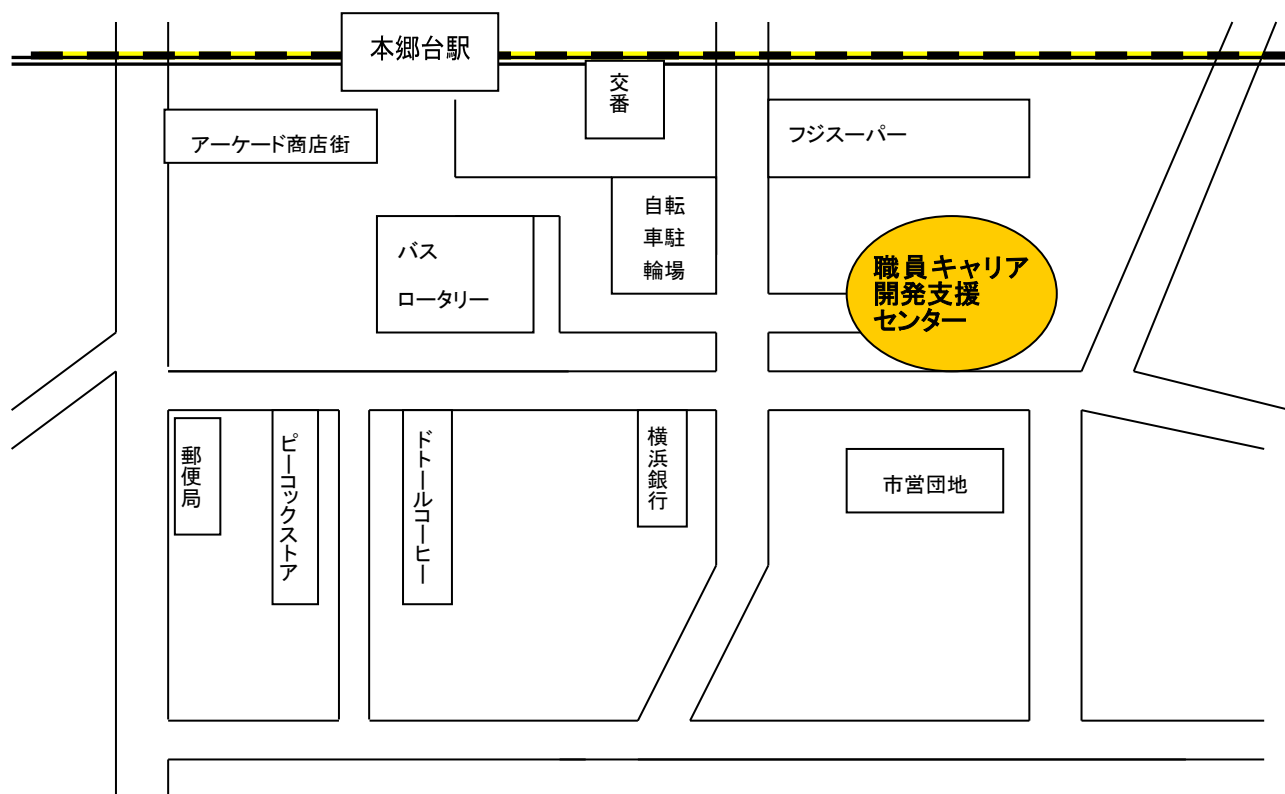 本郷台駅
交番
アーケード商店街
フジスーパー
自転
車駐
輪場
バス
ロータリー
職員キャリア
開発支援
センター
郵便局
ピーコックストア
ドトールコーヒー
横浜銀行
市営団地